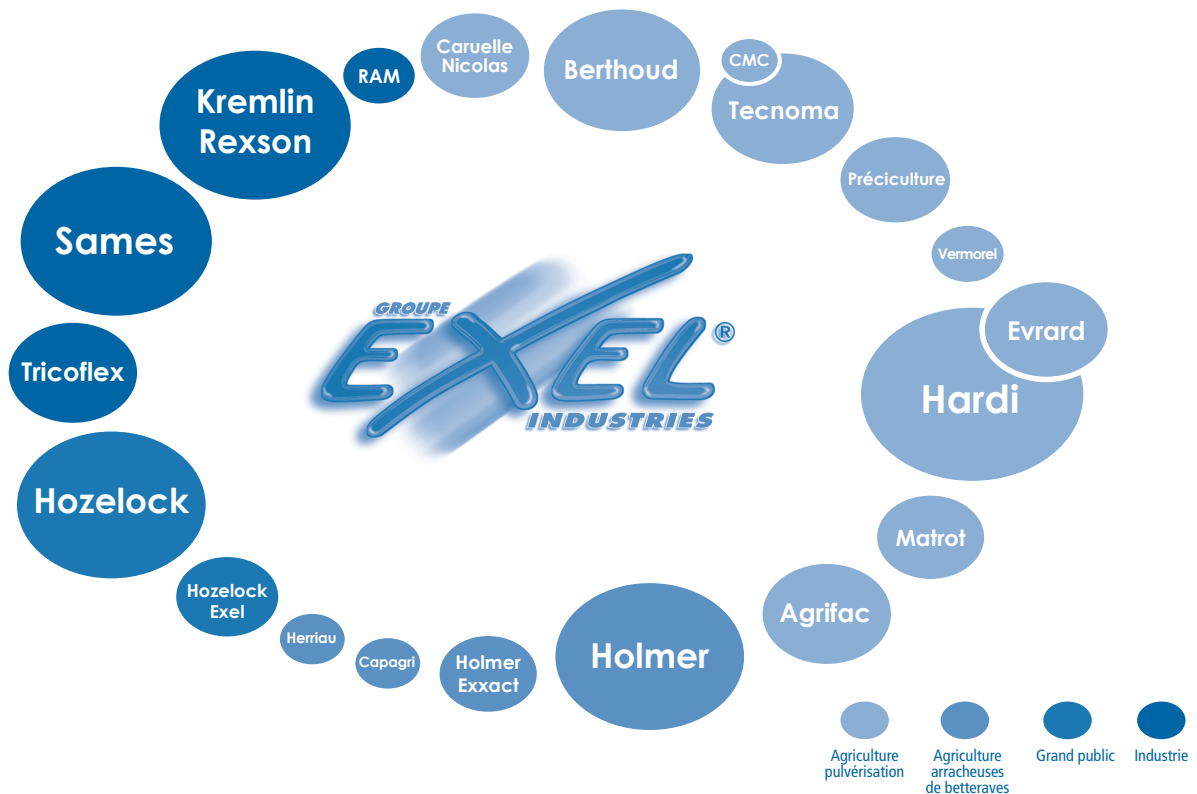 Caruelle
Nicolas
Berthoud
CMC
Tecnoma
RAM
Kremlin
Rexson
Préciculture
Sames
Vermorel
GROUPE
EXEL®
INDUSTRIES
Evrard
Hardi
Tricoflex
Hozelock
Matrot
Hozelock
Exel
Agrifac
Herriau
Capagri
Holmer
Exxact
Holmer
Agriculture
pulvérisation
Agriculture
arracheuses
de betteraves
Grand public
Industrie